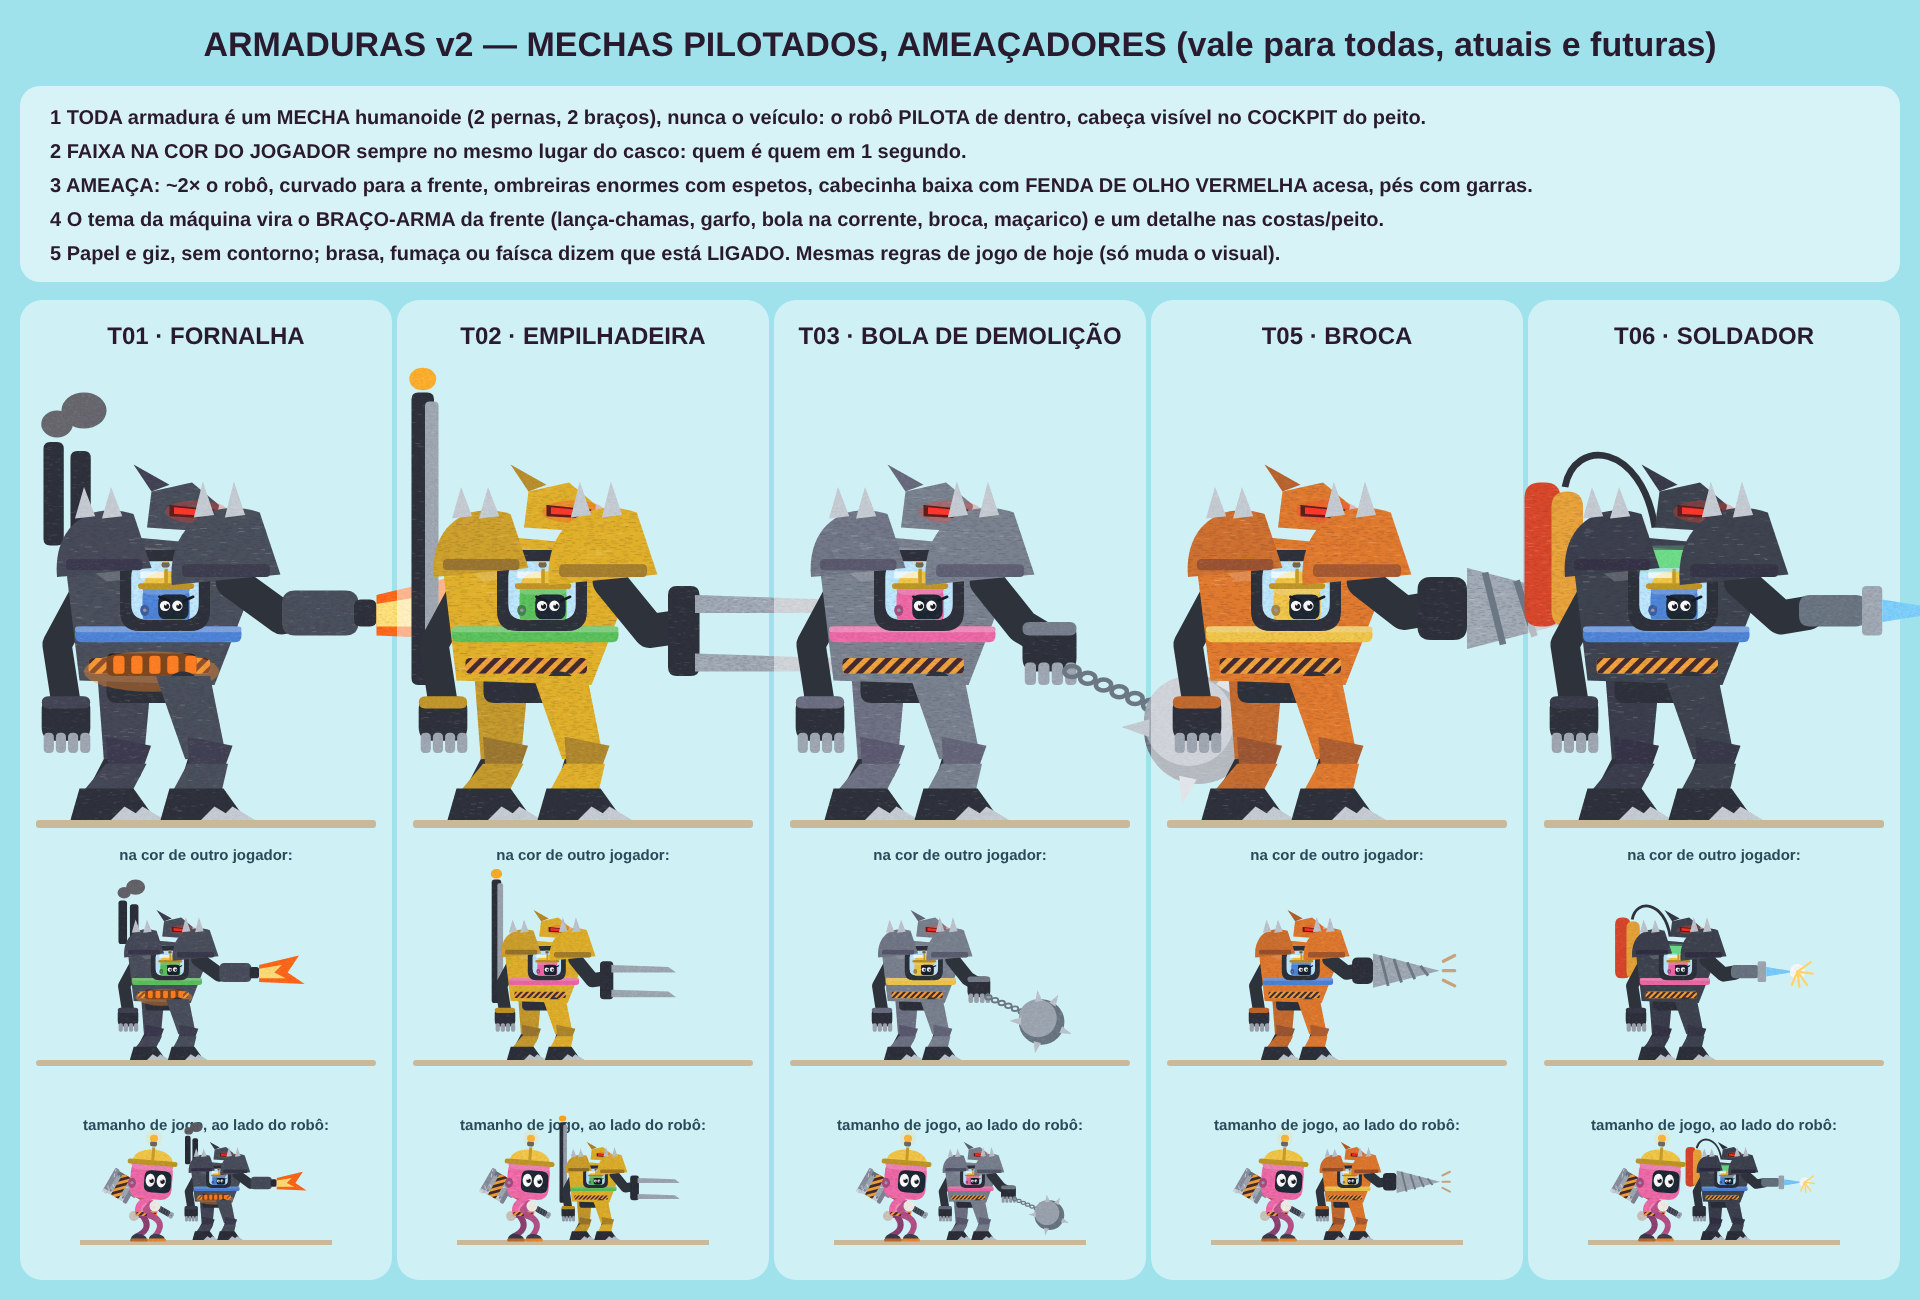 ARMADURAS v2 — MECHAS PILOTADOS, AMEAÇADORES (vale para todas, atuais e futuras)
1 TODA armadura é um MECHA humanoide (2 pernas, 2 braços), nunca o veículo: o robô PILOTA de dentro, cabeça visível no COCKPIT do peito.
2 FAIXA NA COR DO JOGADOR sempre no mesmo lugar do casco: quem é quem em 1 segundo.
3 AMEAÇA: ~2× o robô, curvado para a frente, ombreiras enormes com espetos, cabecinha baixa com FENDA DE OLHO VERMELHA acesa, pés com garras.
4 O tema da máquina vira o BRAÇO-ARMA da frente (lança-chamas, garfo, bola na corrente, broca, maçarico) e um detalhe nas costas/peito.
5 Papel e giz, sem contorno; brasa, fumaça ou faísca dizem que está LIGADO. Mesmas regras de jogo de hoje (só muda o visual).
T01 · FORNALHA
T02 · EMPILHADEIRA
T03 · BOLA DE DEMOLIÇÃO
T05 · BROCA
T06 · SOLDADOR
na cor de outro jogador:
na cor de outro jogador:
na cor de outro jogador:
na cor de outro jogador:
na cor de outro jogador:
tamanho de jogo, ao lado do robô:
tamanho de jogo, ao lado do robô:
tamanho de jogo, ao lado do robô:
tamanho de jogo, ao lado do robô:
tamanho de jogo, ao lado do robô: